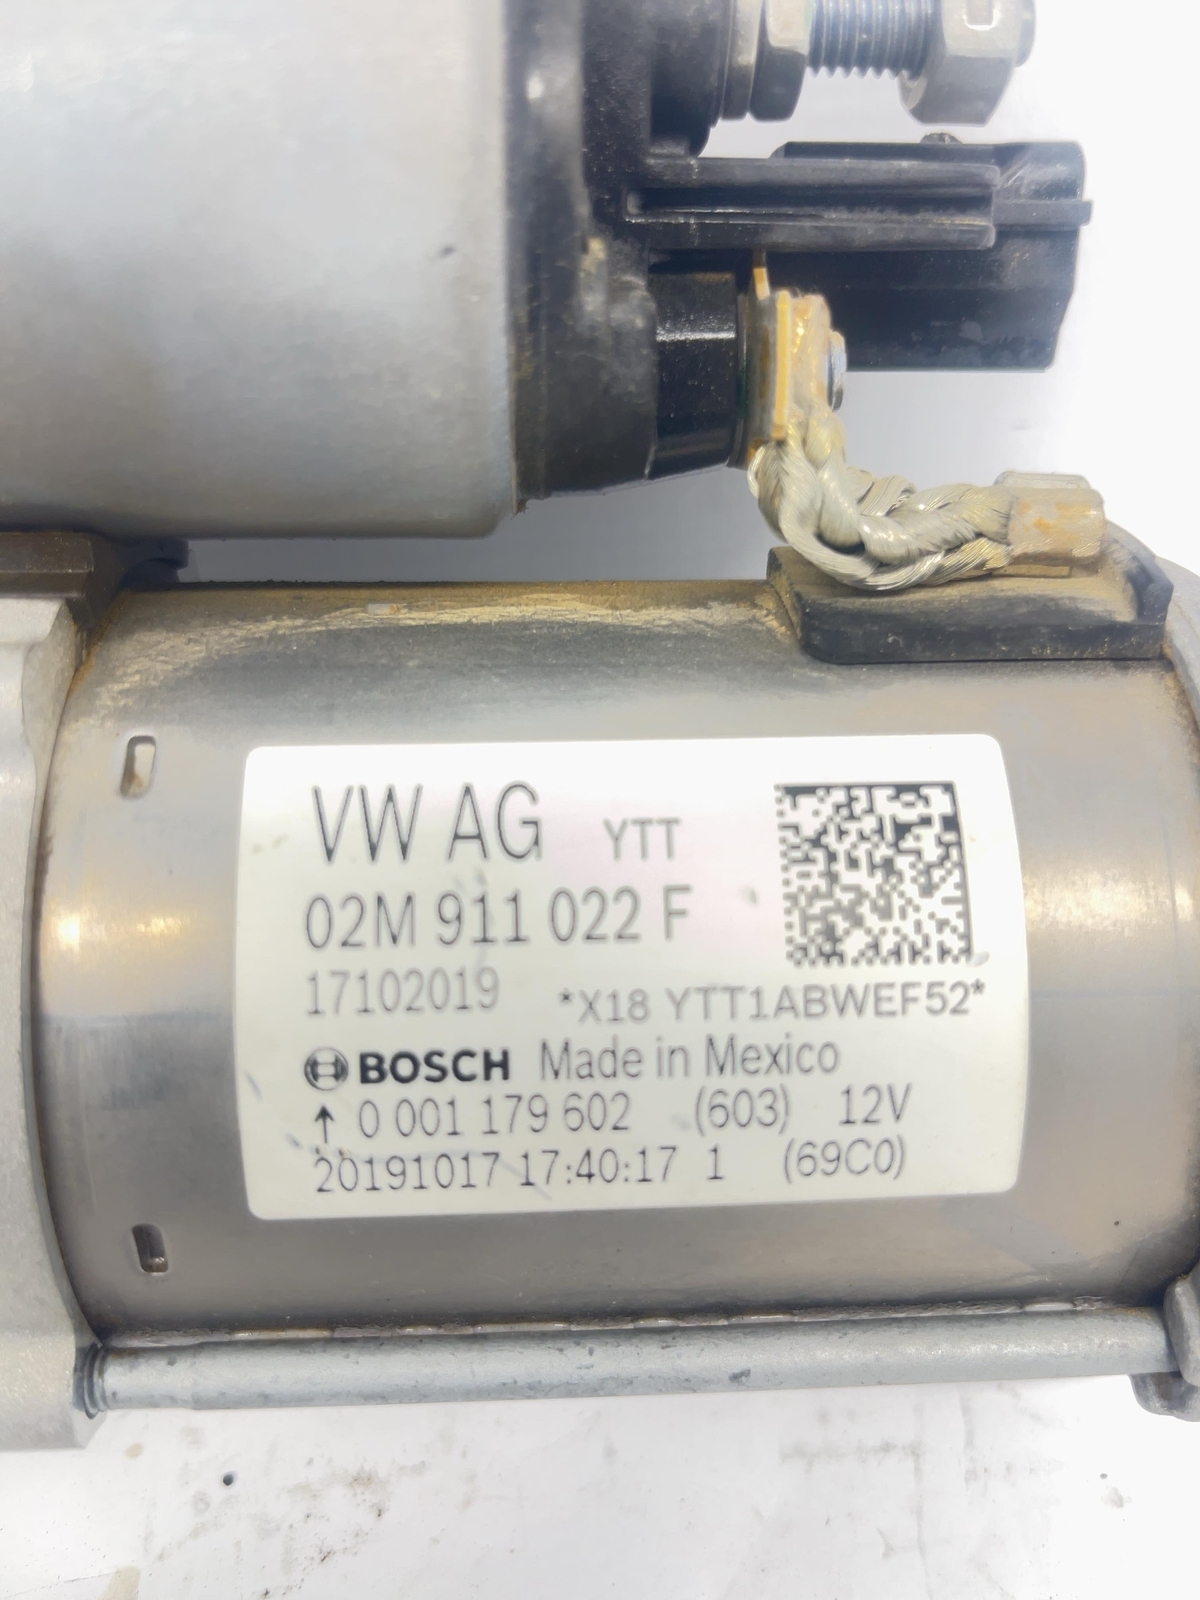 VW AG YTT
02M 911 022 F
17102019 *X18 YTT1ABWEF52*
BOSCH Made in Mexico
↑ 0 001 179 602 (603) 12V
20191017 17:40:17 1 (69C0)